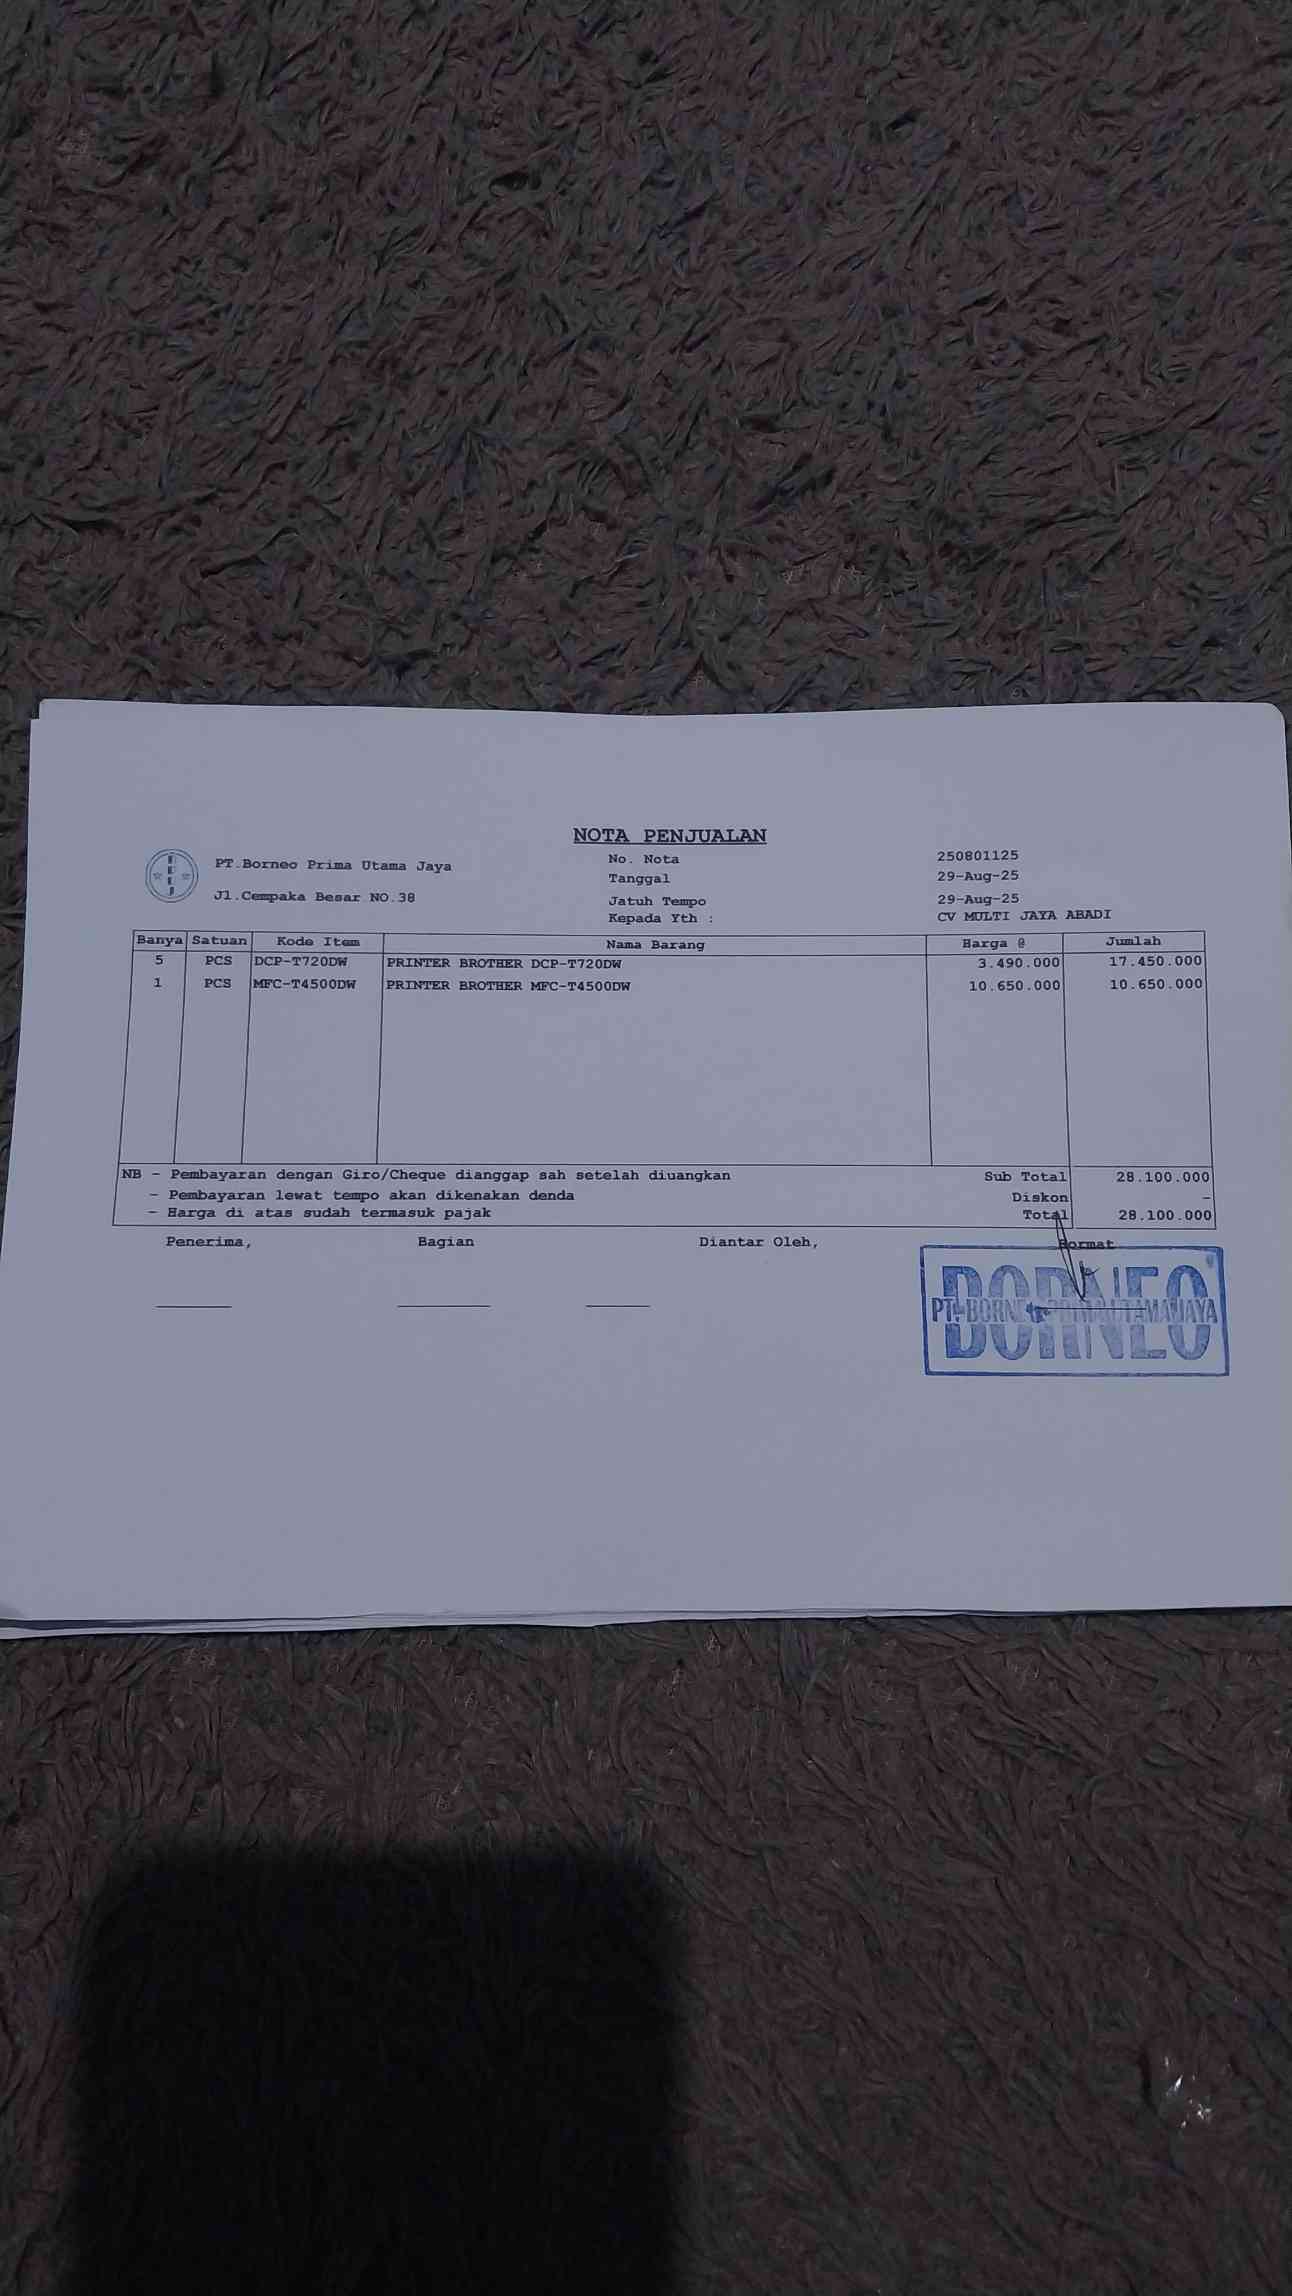 NOTA PENJUALAN
PT.Borneo Prima Utama Jaya
Jl.Cempaka Besar NO.38
No. Nota 250801125
Tanggal 29-Aug-25
Jatuh Tempo 29-Aug-25
Kepada Yth : CV MULTI JAYA ABADI
Banya Satuan Kode Item Nama Barang Harga @ Jumlah
5 PCS DCP-T720DW PRINTER BROTHER DCP-T720DW 3.490.000 17.450.000
1 PCS MFC-T4500DW PRINTER BROTHER MFC-T4500DW 10.650.000 10.650.000
NB - Pembayaran dengan Giro/Cheque dianggap sah setelah diuangkan Sub Total 28.100.000
- Pembayaran lewat tempo akan dikenakan denda Diskon -
- Harga di atas sudah termasuk pajak Total 28.100.000
Penerima, Bagian Diantar Oleh, Hormat
BORNEO
PT. BORNEO PRIMA UTAMA JAYA